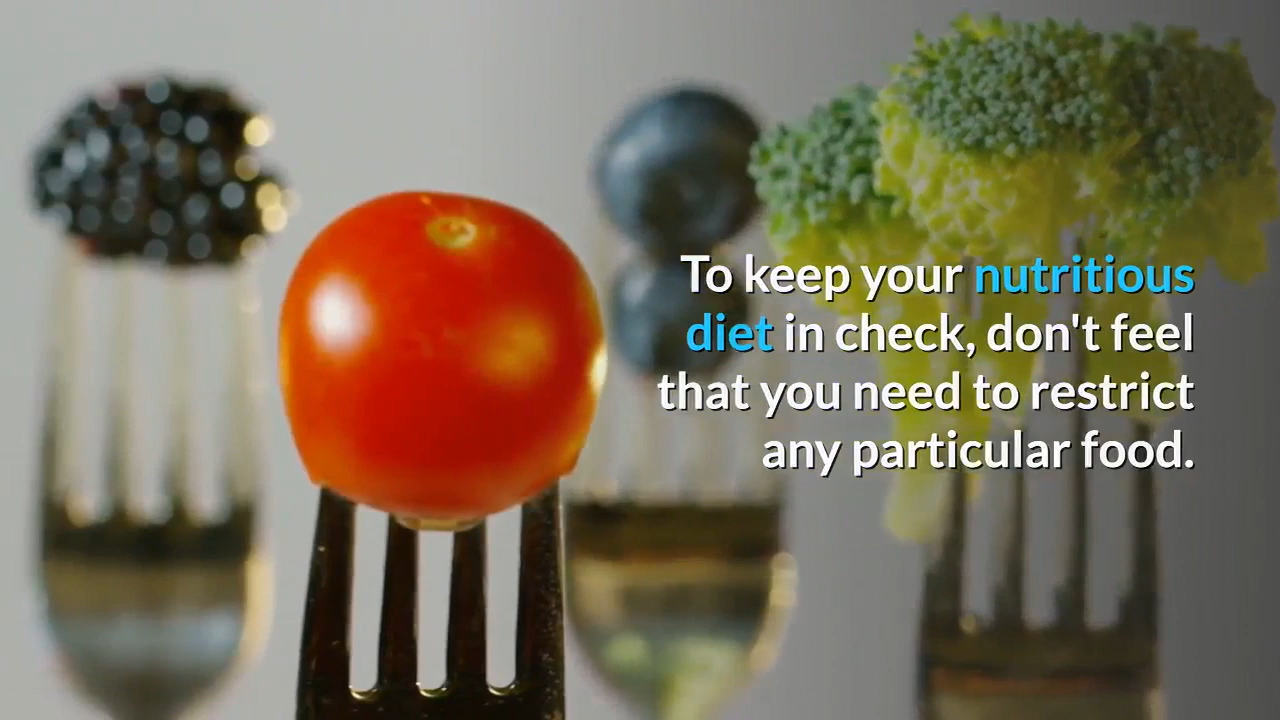 To keep your nutritious
diet in check, don't feel
that you need to restrict
any particular food.